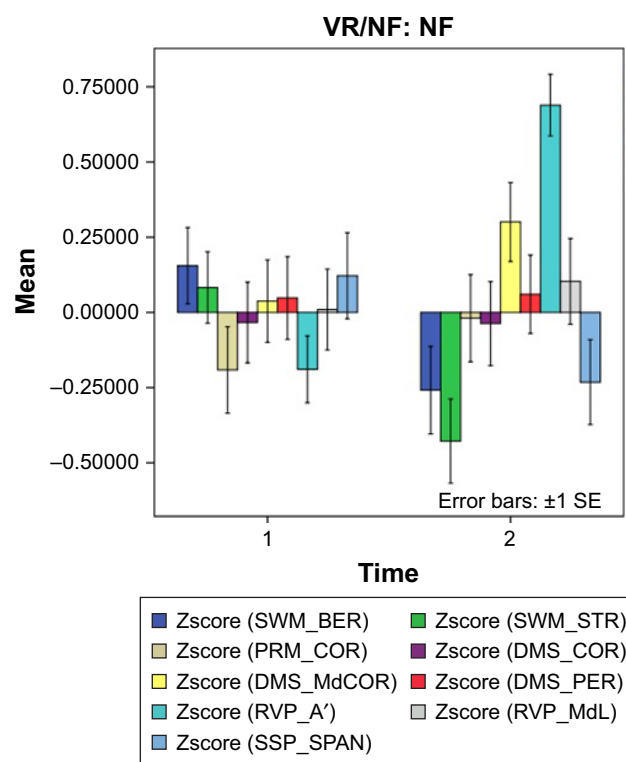 VR/NF: NF
Mean
0.75000
0.50000
0.25000
0.00000
–0.25000
–0.50000
Error bars: ±1 SE
1 2
Time
Zscore (SWM_BER) Zscore (SWM_STR)
Zscore (PRM_COR) Zscore (DMS_COR)
Zscore (DMS_MdCOR) Zscore (DMS_PER)
Zscore (RVP_A′) Zscore (RVP_MdL)
Zscore (SSP_SPAN)